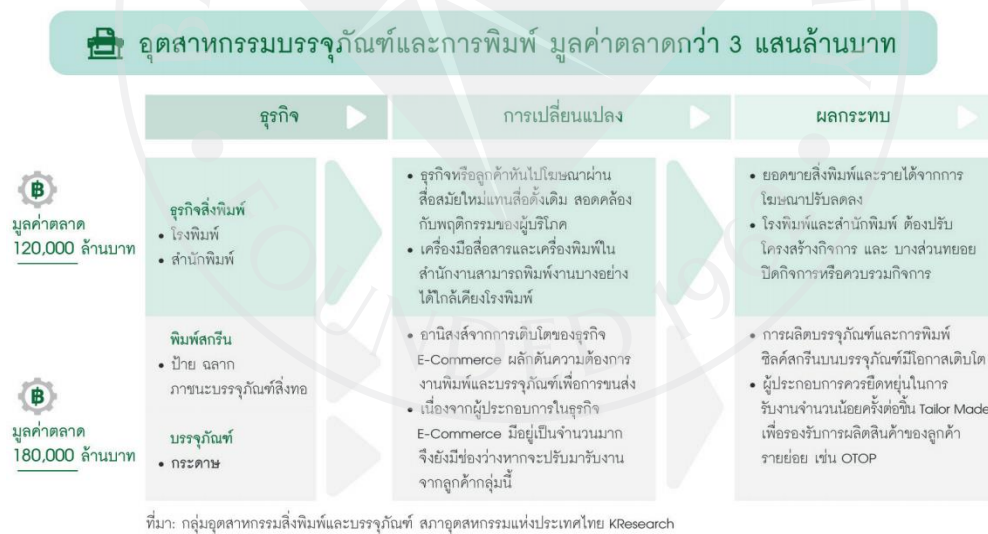 อุตสาหกรรมบรรจุภัณฑ์และการพิมพ์ มูลค่าตลาดกว่า 3 แสนล้านบาท
ธุรกิจ
การเปลี่ยนแปลง
ผลกระทบ
มูลค่าตลาด
120,000 ล้านบาท
ธุรกิจสิ่งพิมพ์
• โรงพิมพ์
• สำนักพิมพ์
• ธุรกิจหรือลูกค้าหันไปโฆษณาผ่าน
สื่อสมัยใหม่แทนสื่อดั้งเดิม สอดคล้อง
กับพฤติกรรมของผู้บริโภค
• เครื่องมือสื่อสารและเครื่องพิมพ์ใน
สำนักงานสามารถพิมพ์งานบางอย่าง
ได้ใกล้เคียงโรงพิมพ์
• ยอดขายสิ่งพิมพ์และรายได้จากการ
โฆษณาปรับลดลง
• โรงพิมพ์และสำนักพิมพ์ ต้องปรับ
โครงสร้างกิจการ และ บางส่วนทยอย
ปิดกิจการหรือควบรวมกิจการ
มูลค่าตลาด
180,000 ล้านบาท
พิมพ์สกรีน
• ป้าย ฉลาก
ภาชนะบรรจุภัณฑ์สิ่งทอ
บรรจุภัณฑ์
• กระดาษ
• อานิสงส์จากการเติบโตของธุรกิจ
E-Commerce ผลักดันความต้องการ
งานพิมพ์และบรรจุภัณฑ์เพื่อการขนส่ง
• เนื่องจากผู้ประกอบการในธุรกิจ
E-Commerce มีอยู่เป็นจำนวนมาก
จึงยังมีช่องว่างหากจะปรับมารับงาน
จากลูกค้ากลุ่มนี้
• การผลิตบรรจุภัณฑ์และการพิมพ์
ซิลค์สกรีนบนบรรจุภัณฑ์มีโอกาสเติบโต
• ผู้ประกอบการควรยืดหยุ่นในการ
รับงานจำนวนน้อยครั้งต่อชิ้น Tailor Made
เพื่อรองรับการผลิตสินค้าของลูกค้า
รายย่อย เช่น OTOP
ที่มา: กลุ่มอุตสาหกรรมสิ่งพิมพ์และบรรจุภัณฑ์ สภาอุตสหกรรมแห่งประเทศไทย KResearch